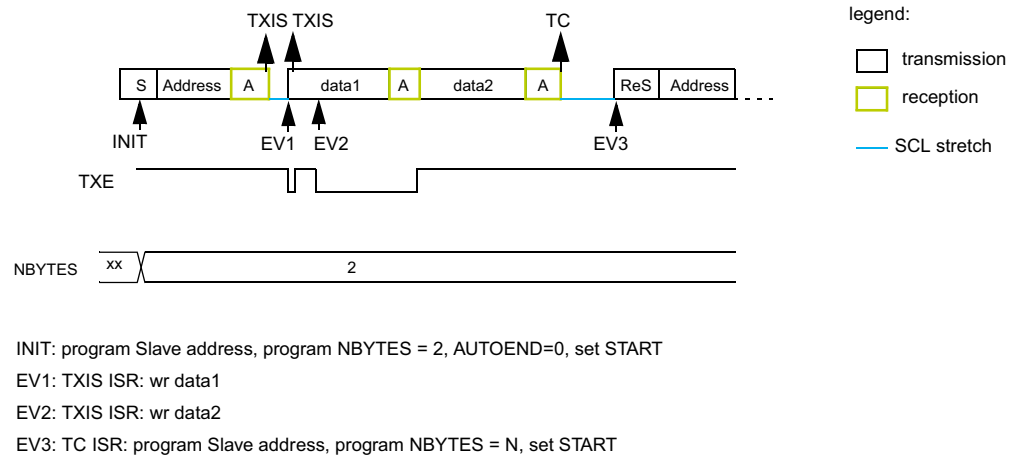 TXIS TXIS TC legend:
transmission
S Address A data1 A data2 A ReS Address
reception
INIT EV1 EV2 EV3 SCL stretch
TXE
NBYTES xx 2
INIT: program Slave address, program NBYTES = 2, AUTOEND=0, set START
EV1: TXIS ISR: wr data1
EV2: TXIS ISR: wr data2
EV3: TC ISR: program Slave address, program NBYTES = N, set START